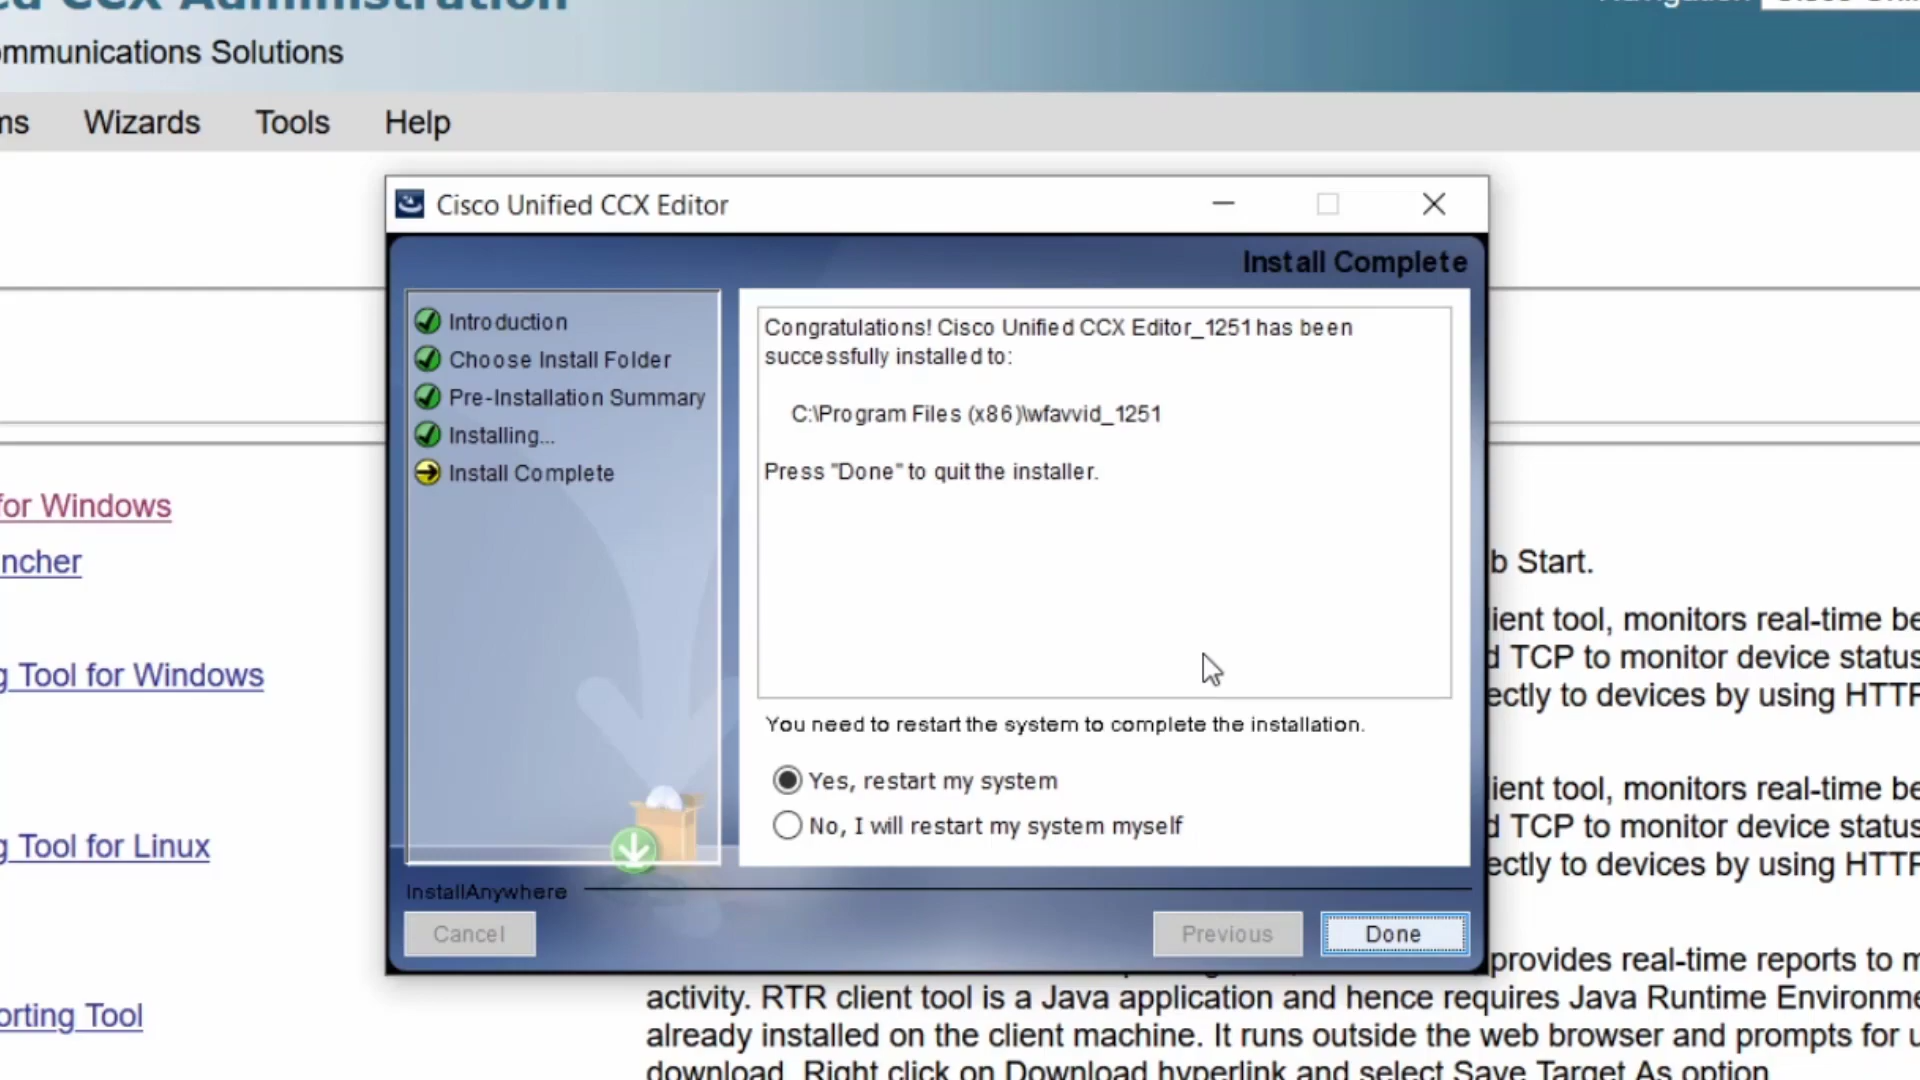 CCX Administration
Communications Solutions
Wizards Tools Help
Cisco Unified CCX Editor
Install Complete
Introduction
Choose Install Folder
Pre-Installation Summary
Installing...
Install Complete
Congratulations! Cisco Unified CCX Editor_1251 has been
successfully installed to:
C:\Program Files (x86)\wfavvid_1251
Press "Done" to quit the installer.
You need to restart the system to complete the installation.
Yes, restart my system
No, I will restart my system myself
InstallAnywhere
Cancel
Previous
Done
for Windows
ncher
b Start.
ient tool, monitors real-time be
g Tool for Windows
d TCP to monitor device status
ectly to devices by using HTTP
ient tool, monitors real-time be
g Tool for Linux
d TCP to monitor device status
ectly to devices by using HTTP
provides real-time reports to m
activity. RTR client tool is a Java application and hence requires Java Runtime Environme
orting Tool
already installed on the client machine. It runs outside the web browser and prompts for u
download. Right click on Download hyperlink and select Save Target As option